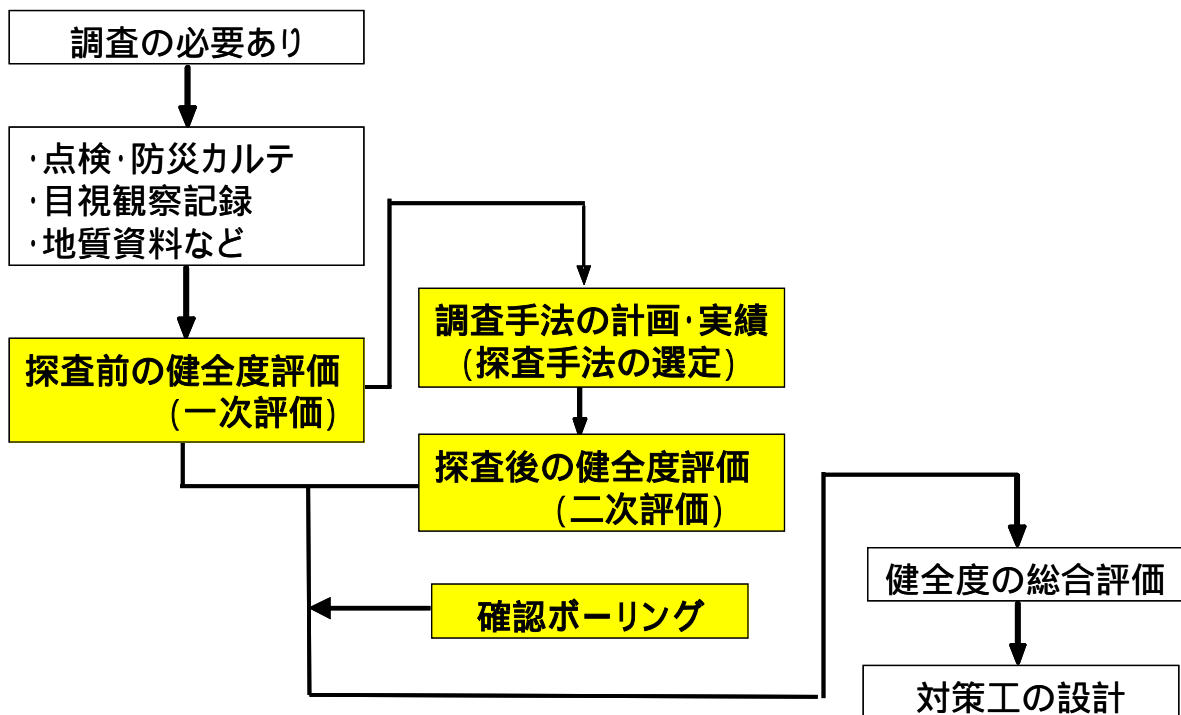 調査の必要あり
・点検・防災カルテ
・目視観察記録
・地質資料など
探査前の健全度評価
(一次評価)
調査手法の計画・実績
(探査手法の選定)
探査後の健全度評価
(二次評価)
確認ボーリング
健全度の総合評価
対策工の設計